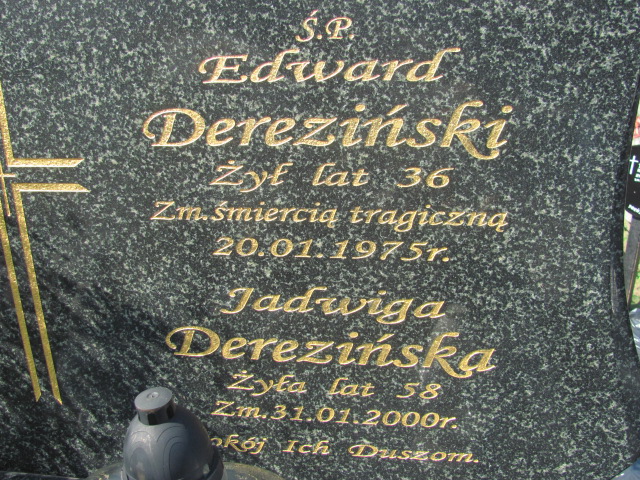 Ś.P.
Edward
Dereziński
Żył lat 36
Zm. śmiercią tragiczną
20.01.1975r.
Jadwiga
Derezińska
Żyła lat 58
Zm. 31.01.2000r.
Ich Duszom.